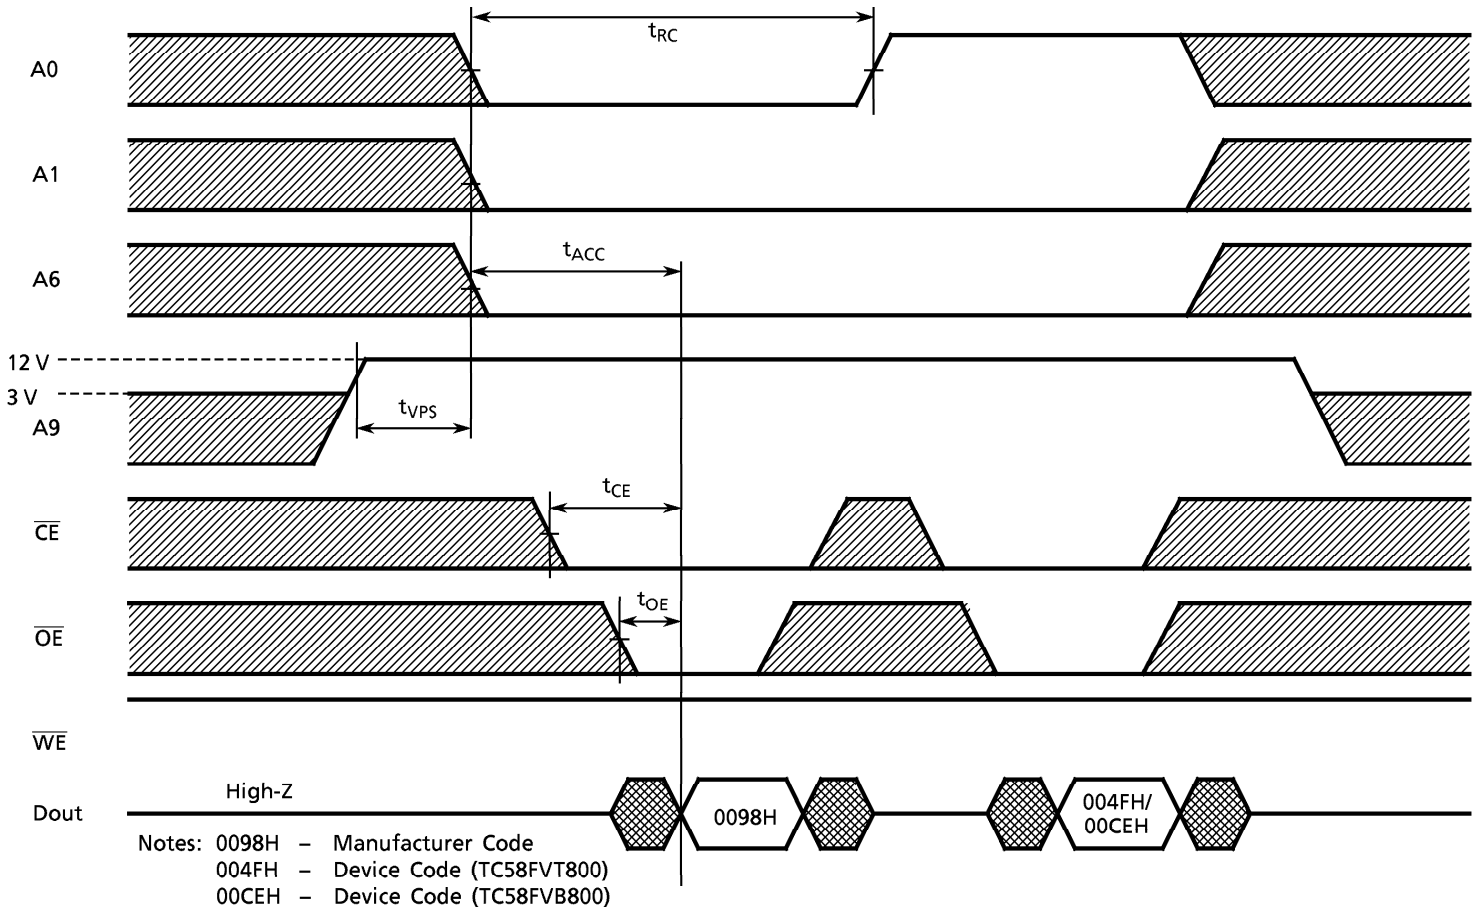 tRC
A0
A1
tACC
A6
12 V
3 V
tVPS
A9
tCE
CE
tOE
OE
WE
High-Z
Dout
0098H
004FH/
00CEH
Notes: 0098H – Manufacturer Code
004FH – Device Code (TC58FVT800)
00CEH – Device Code (TC58FVB800)